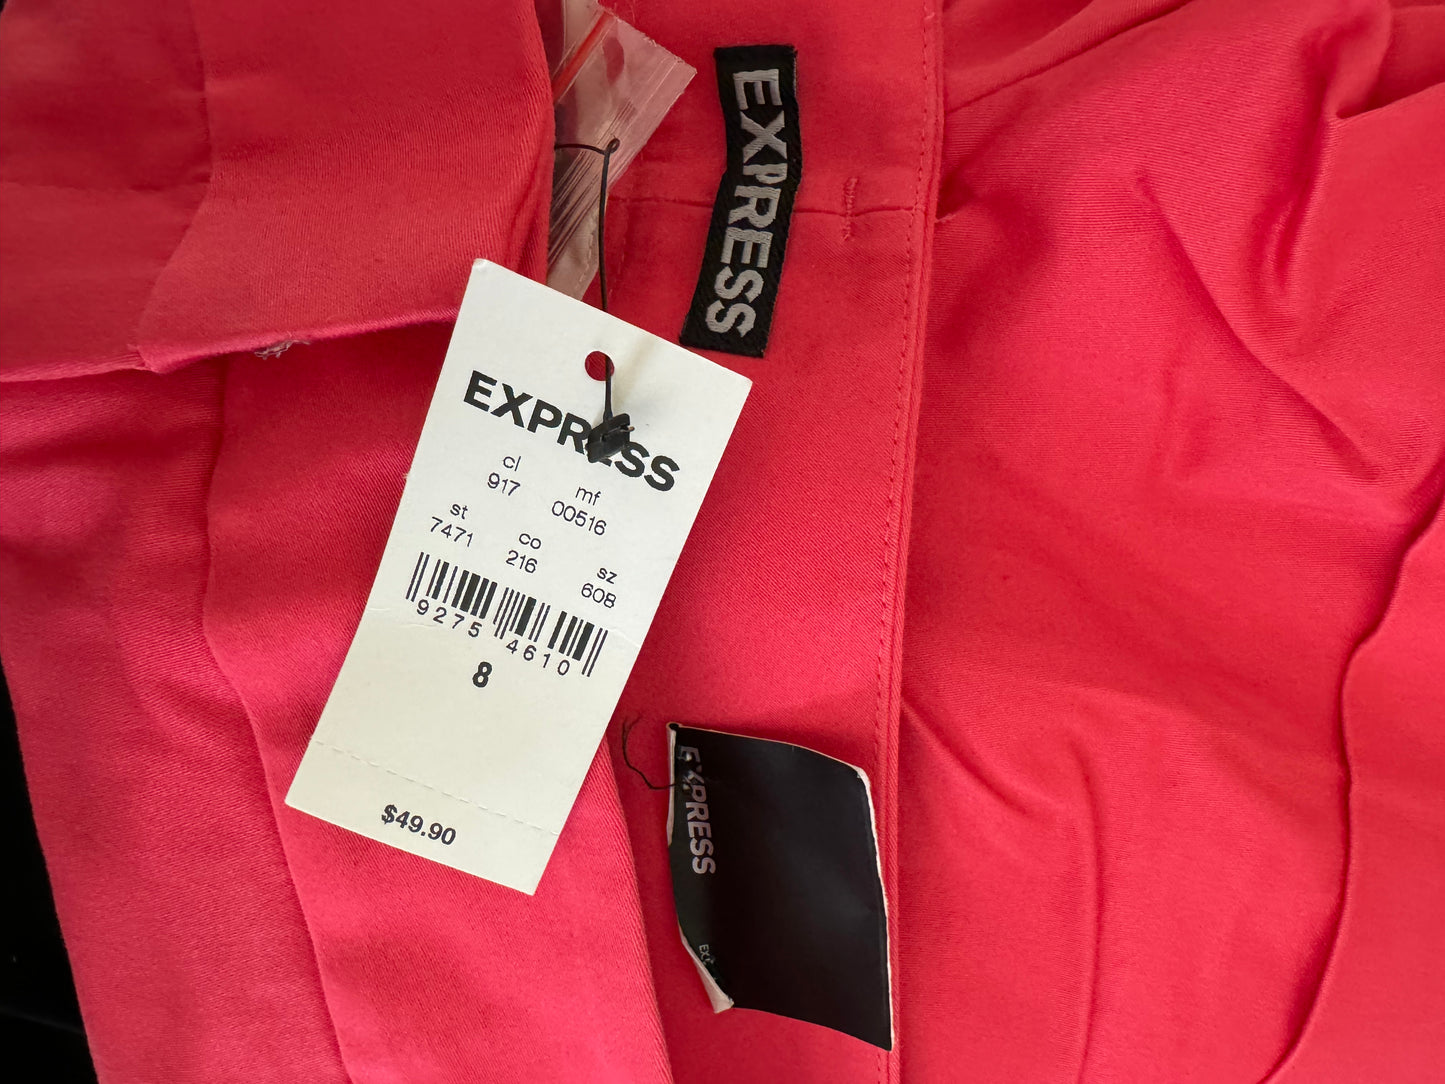 EXPRESS
EXPRESS
cl mf
917 00516
st co sz
7471 216 608
9275 4610
8
$49.90
EXPRESS